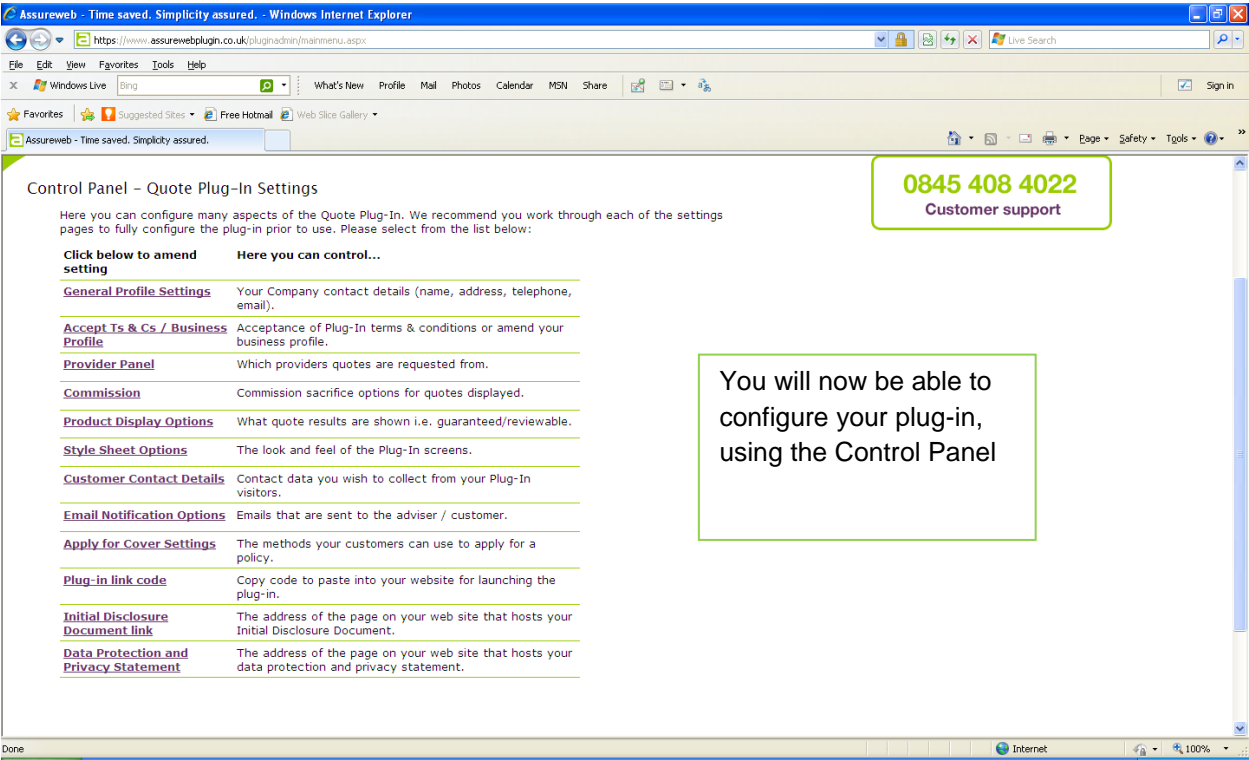 Assureweb - Time saved. Simplicity assured. - Windows Internet Explorer
https://www.assurewebplugin.co.uk/pluginadmin/mainmenu.aspx
Live Search
File Edit View Favorites Tools Help
x Windows Live Bing What's New Profile Mail Photos Calendar MSN Share Sign in
Favorites Suggested Sites Free Hotmail Web Slice Gallery
Assureweb - Time saved. Simplicity assured. Page Safety Tools »
Control Panel – Quote Plug-In Settings
Here you can configure many aspects of the Quote Plug-In. We recommend you work through each of the settings
pages to fully configure the plug-in prior to use. Please select from the list below:
0845 408 4022
Customer support
Click below to amend
setting
Here you can control...
General Profile Settings
Your Company contact details (name, address, telephone,
email).
Accept Ts & Cs / Business
Profile
Acceptance of Plug-In terms & conditions or amend your
business profile.
Provider Panel
Which providers quotes are requested from.
Commission
Commission sacrifice options for quotes displayed.
Product Display Options
What quote results are shown i.e. guaranteed/reviewable.
Style Sheet Options
The look and feel of the Plug-In screens.
Customer Contact Details
Contact data you wish to collect from your Plug-In
visitors.
Email Notification Options
Emails that are sent to the adviser / customer.
Apply for Cover Settings
The methods your customers can use to apply for a
policy.
Plug-in link code
Copy code to paste into your website for launching the
plug-in.
Initial Disclosure
Document link
The address of the page on your web site that hosts your
Initial Disclosure Document.
Data Protection and
Privacy Statement
The address of the page on your web site that hosts your
data protection and privacy statement.
You will now be able to
configure your plug-in,
using the Control Panel
Done Internet 100%